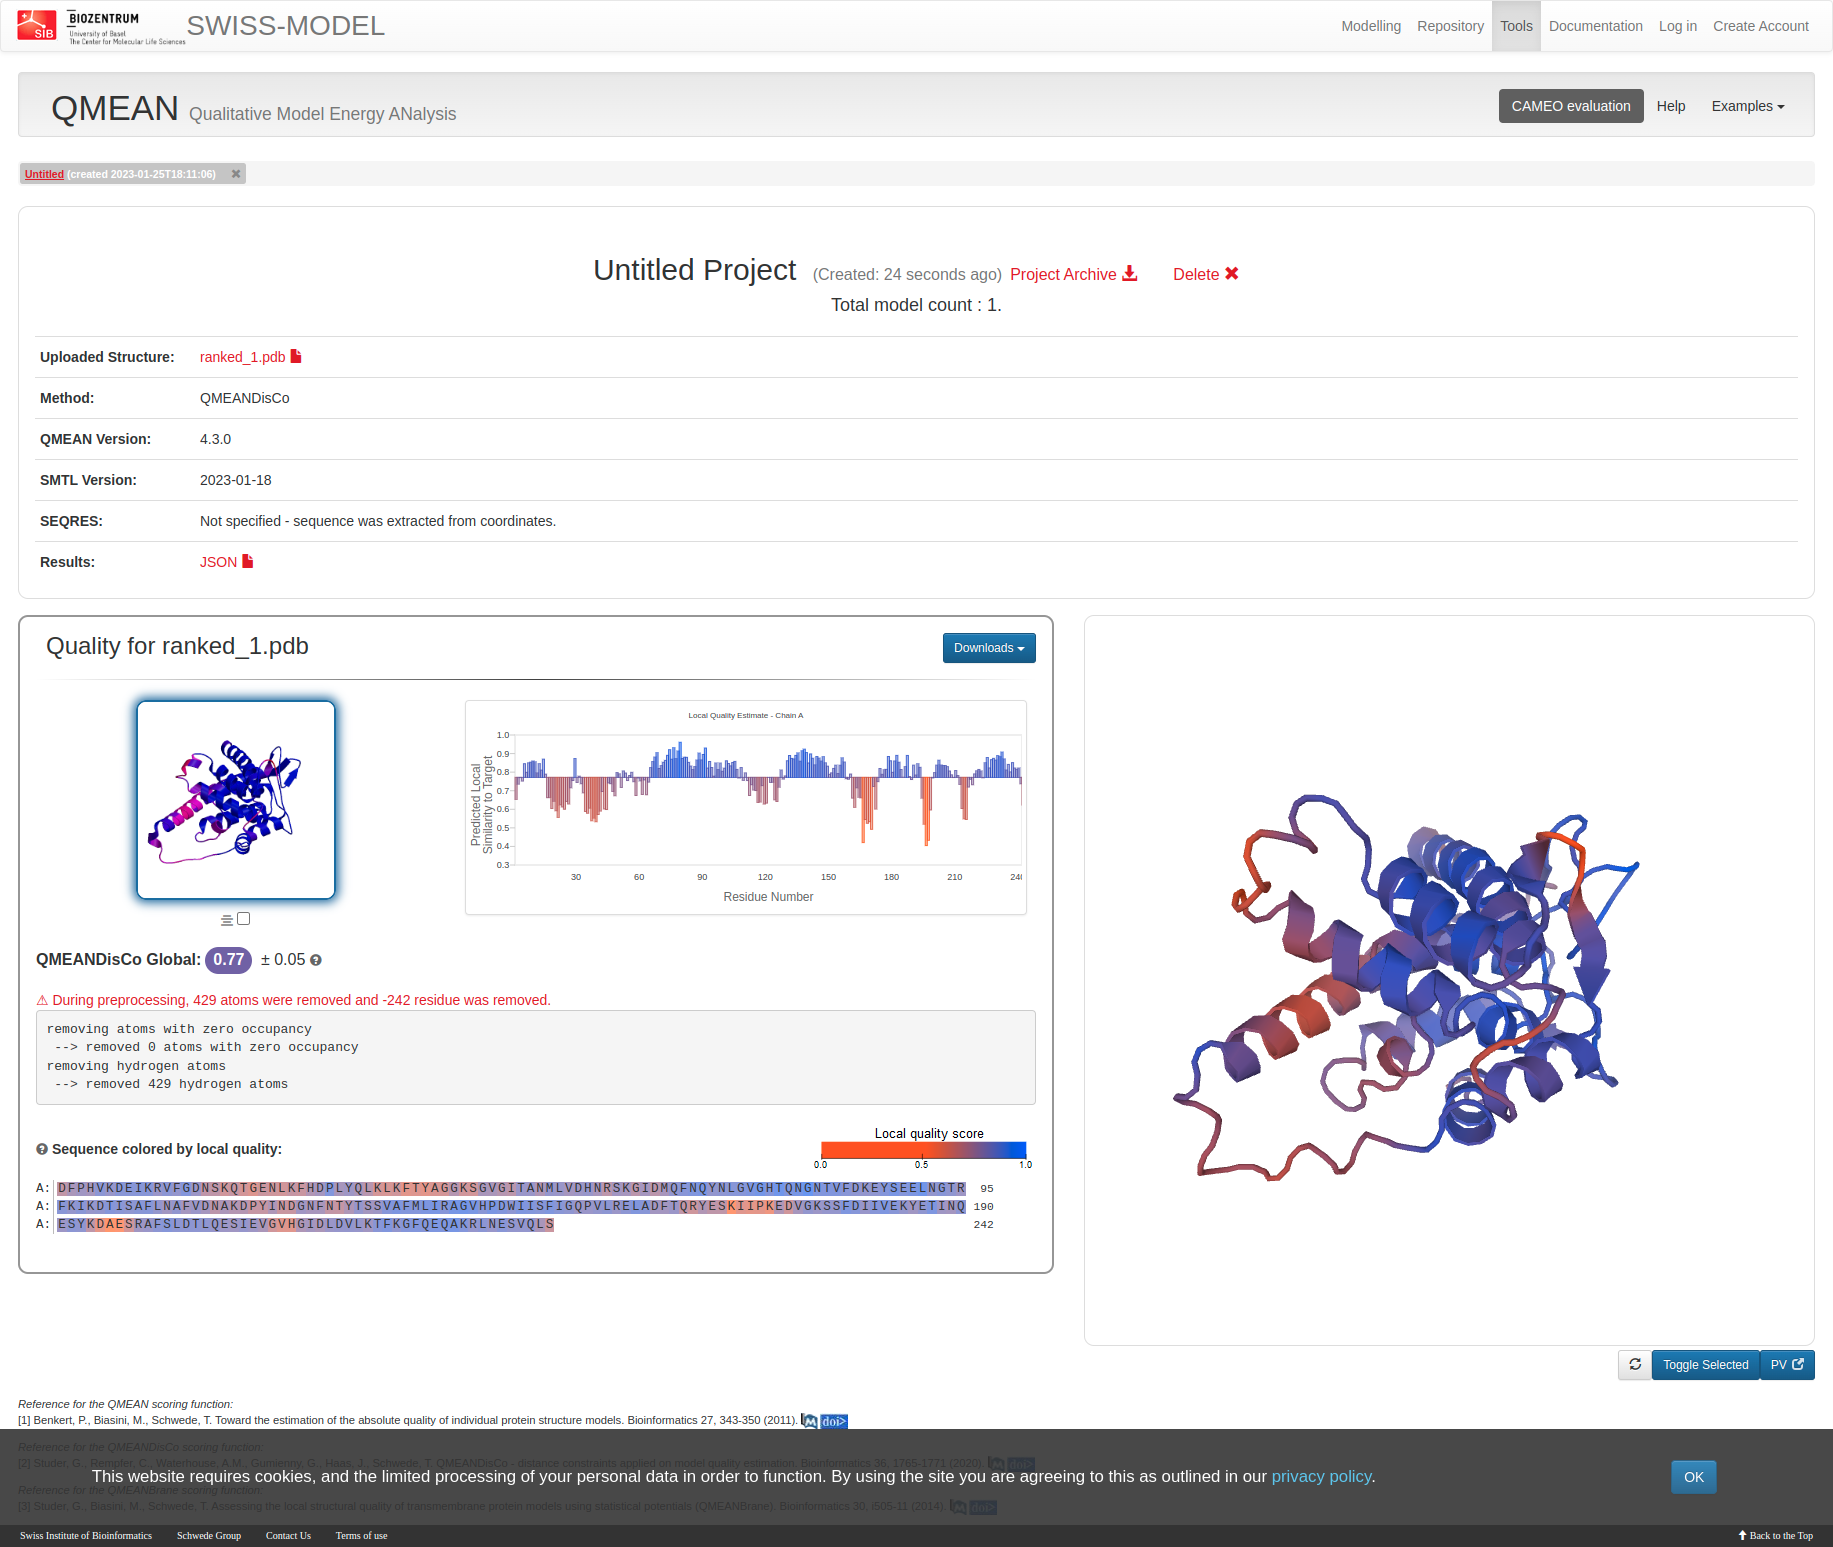 SIB
BIOZENTRUM
University of Basel
The Center for Molecular Life Sciences
SWISS-MODEL
Modelling Repository Tools Documentation Log in Create Account
QMEAN Qualitative Model Energy ANalysis
CAMEO evaluation Help Examples
Untitled (created 2023-01-25T18:11:06)
Untitled Project (Created: 24 seconds ago) Project Archive Delete
Total model count : 1.
Uploaded Structure: ranked_1.pdb
Method: QMEANDisCo
QMEAN Version: 4.3.0
SMTL Version: 2023-01-18
SEQRES: Not specified - sequence was extracted from coordinates.
Results: JSON
Quality for ranked_1.pdb
Downloads
Local Quality Estimate - Chain A
Predicted Local
Similarity to Target
1.0
0.9
0.8
0.7
0.6
0.5
0.4
0.3
30 60 90 120 150 180 210 240
Residue Number
QMEANDisCo Global: 0.77 ± 0.05
During preprocessing, 429 atoms were removed and -242 residue was removed.
removing atoms with zero occupancy
--> removed 0 atoms with zero occupancy
removing hydrogen atoms
--> removed 429 hydrogen atoms
Sequence colored by local quality:
Local quality score
0.0 0.5 1.0
A: DFPHVKDEIKRVFGDNSKQTGENLKFHDPLYQLKLKFTYAGGKSGVGITANMLVDHNRSKGIDMQFNQYNLGVGHTQNGNTVFDKEYSEELNGTR 95
A: FKIKDTISAFLNAFVDNAKDPYINDGNFNTYTSSVAFMLIRAGVHPDWIISFIGQPVLRELADFTQRYESKIIPKEDVGKSSFDIIVEKYETINQ 190
A: ESYKDAESRAFSLDTLQESIEVGVHGIDLDVLKTFKGFQEQAKRLNESVQLS 242
Toggle Selected
PV
Reference for the QMEAN scoring function:
[1] Benkert, P., Biasini, M., Schwede, T. Toward the estimation of the absolute quality of individual protein structure models. Bioinformatics 27, 343-350 (2011). M doi>
Reference for the QMEANDisCo scoring function:
[2] Studer, G., Rempfer, C., Waterhouse, A.M., Gumienny, G., Haas, J., Schwede, T. QMEANDisCo - distance constraints applied on model quality estimation. Bioinformatics 36, 1765-1771 (2020). M doi>
This website requires cookies, and the limited processing of your personal data in order to function. By using the site you are agreeing to this as outlined in our privacy policy.
OK
Reference for the QMEANBrane scoring function:
[3] Studer, G., Biasini, M., Schwede, T. Assessing the local structural quality of transmembrane protein models using statistical potentials (QMEANBrane). Bioinformatics 30, i505-11 (2014). M doi>
Swiss Institute of Bioinformatics Schwede Group Contact Us Terms of use
Back to the Top